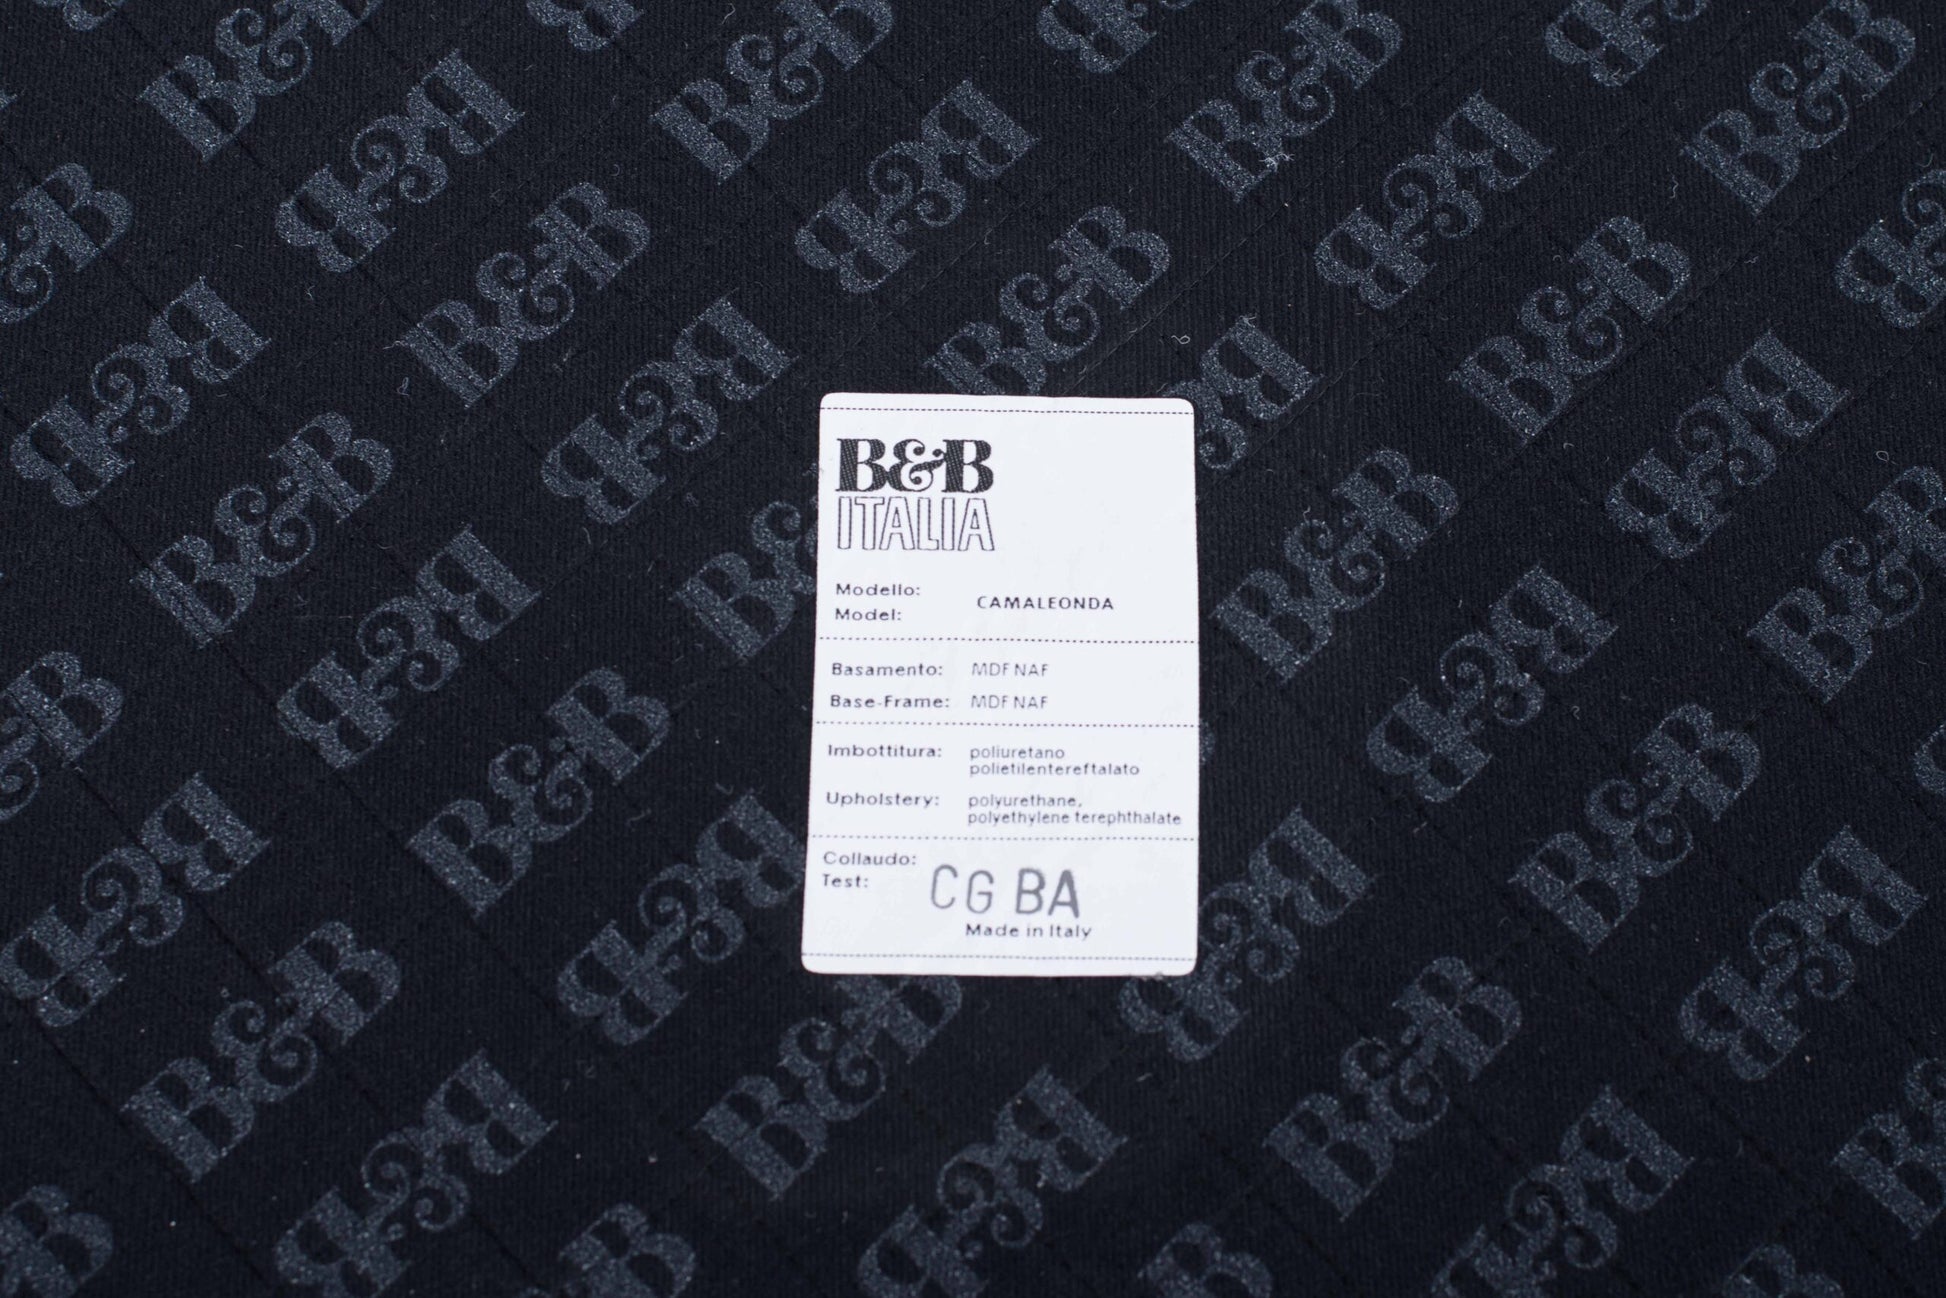 B&B
ITALIA
Modello:
Model: CAMALEONDA
Basamento: MDF NAF
Base-Frame: MDF NAF
Imbottitura: poliuretano
polietilentereftalato
Upholstery: polyurethane,
polyethylene terephthalate
Collaudo:
Test: CG BA
Made in Italy